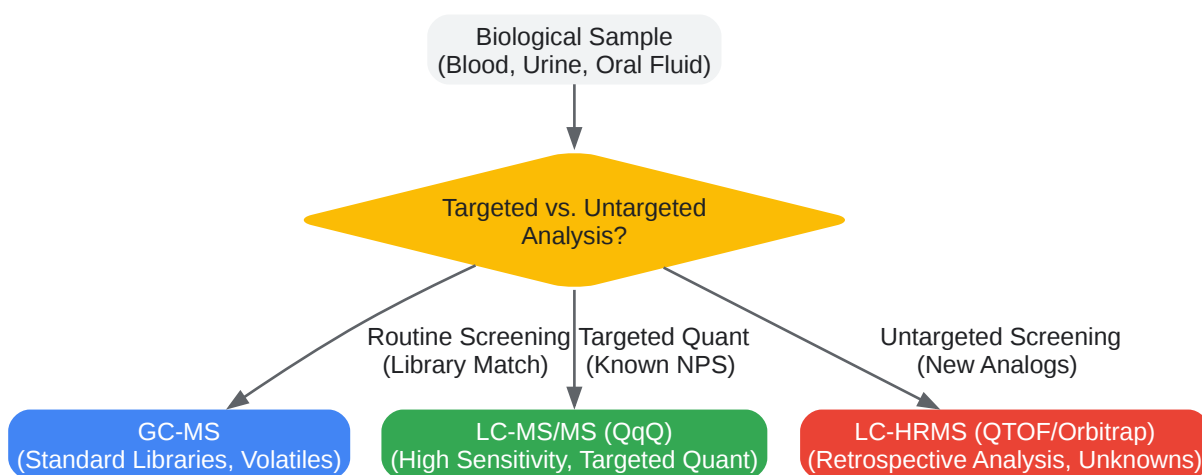 Biological Sample
(Blood, Urine, Oral Fluid)
Targeted vs. Untargeted
Analysis?
Routine Screening
(Library Match)
Targeted Quant
(Known NPS)
Untargeted Screening
(New Analogs)
GC-MS
(Standard Libraries, Volatiles)
LC-MS/MS (QqQ)
(High Sensitivity, Targeted Quant)
LC-HRMS (QTOF/Orbitrap)
(Retrospective Analysis, Unknowns)